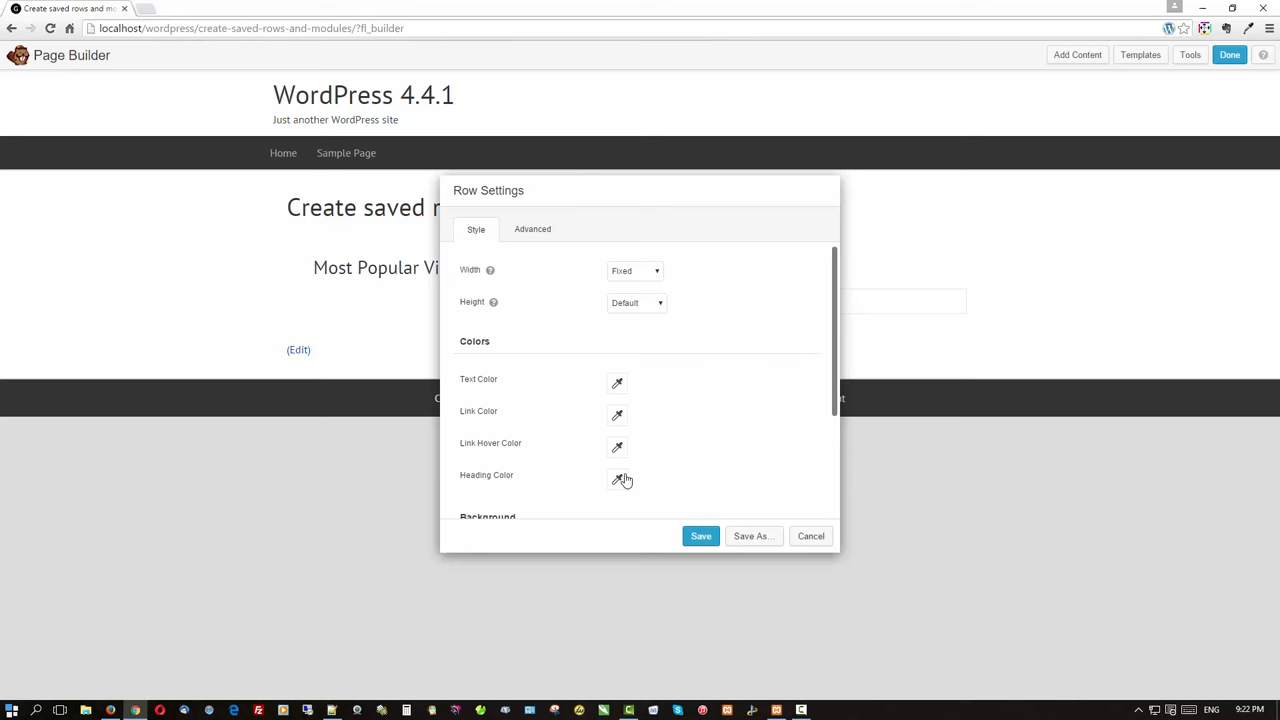 Create saved rows and mo
localhost/wordpress/create-saved-rows-and-modules/?fl_builder
Page Builder
Add Content
Templates
Tools
Done
?
WordPress 4.4.1
Just another WordPress site
Home
Sample Page
Create saved r
Most Popular Vi
(Edit)
Row Settings
Style
Advanced
Width
Fixed
Height
Default
Colors
Text Color
Link Color
Link Hover Color
Heading Color
Background
Save
Save As...
Cancel
ENG
9:22 PM